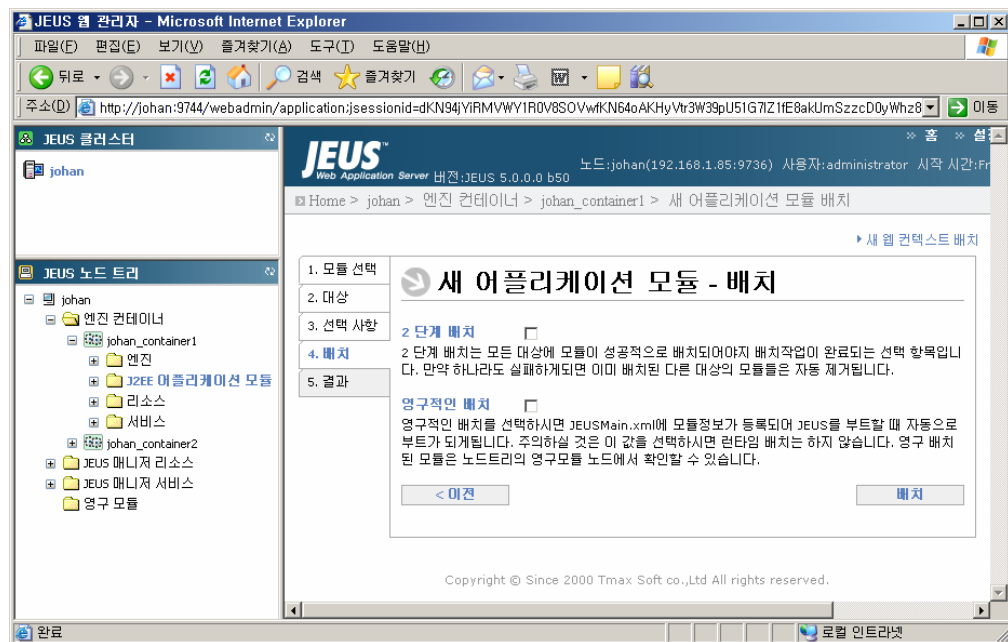 JEUS 웹 관리자 - Microsoft Internet Explorer
파일(F) 편집(E) 보기(V) 즐겨찾기(A) 도구(T) 도움말(H)
뒤로 검색 즐겨찾기
주소(D) http://johan:9744/webadmin/application;jsessionid=dKN94jYiRMVWY1R0V8SOVwfKN64oAKHyVtr3W39pU51G7IZ1fE8akUmSzzcD0yWhz8 이동
JEUS 클러스터
johan
JEUS 노드 트리
johan
엔진 컨테이너
johan_container1
엔진
J2EE 어플리케이션 모듈
리소스
서비스
johan_container2
JEUS 매니저 리소스
JEUS 매니저 서비스
영구 모듈
» 홈 » 설정
JEUS™
Web Application Server 버전:JEUS 5.0.0.0 b50
노드:johan(192.168.1.85:9736) 사용자:administrator 시작 시간:Fr
Home > johan > 엔진 컨테이너 > johan_container1 > 새 어플리케이션 모듈 배치
새 웹 컨텍스트 배치
1. 모듈 선택
2. 대상
3. 선택 사항
4. 배치
5. 결과
새 어플리케이션 모듈 - 배치
2 단계 배치
2 단계 배치는 모든 대상에 모듈이 성공적으로 배치되어야지 배치작업이 완료되는 선택 항목입니
다. 만약 하나라도 실패하게되면 이미 배치된 다른 대상의 모듈들은 자동 제거됩니다.
영구적인 배치
영구적인 배치를 선택하시면 JEUSMain.xml에 모듈정보가 등록되어 JEUS를 부트할 때 자동으로
부트가 되게됩니다. 주의하실 것은 이 값을 선택하시면 런타임 배치는 하지 않습니다. 영구 배치
된 모듈은 노드트리의 영구모듈 노드에서 확인할 수 있습니다.
< 이전
배치
Copyright © Since 2000 Tmax Soft co.,Ltd All rights reserved.
완료
로컬 인트라넷